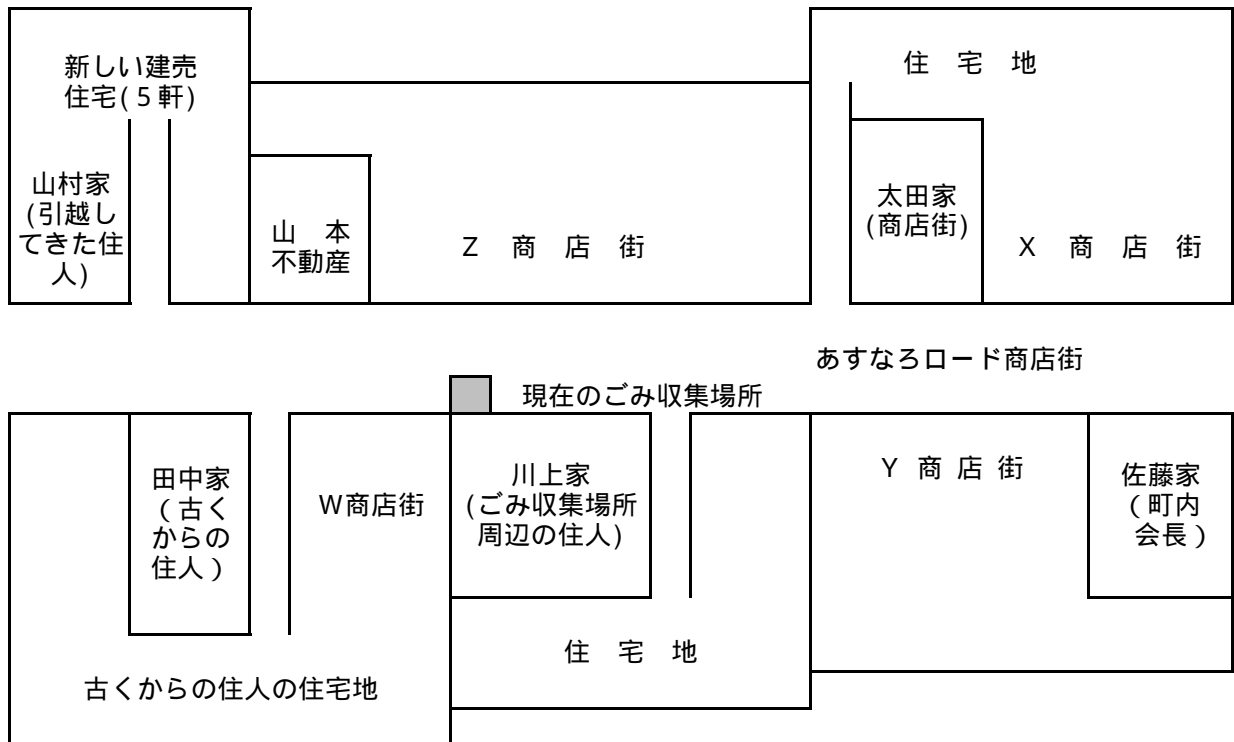 新しい建売
住宅(5軒)
住 宅 地
山村家
(引越し
てきた住
人)
山 本
不動産
Z 商 店 街
太田家
(商店街)
X 商 店 街
あすなろロード商店街
現在のごみ収集場所
田中家
(古く
からの
住人)
W商店街
川上家
(ごみ収集場所
周辺の住人)
Y 商 店 街
佐藤家
(町内
会長)
住 宅 地
古くからの住人の住宅地